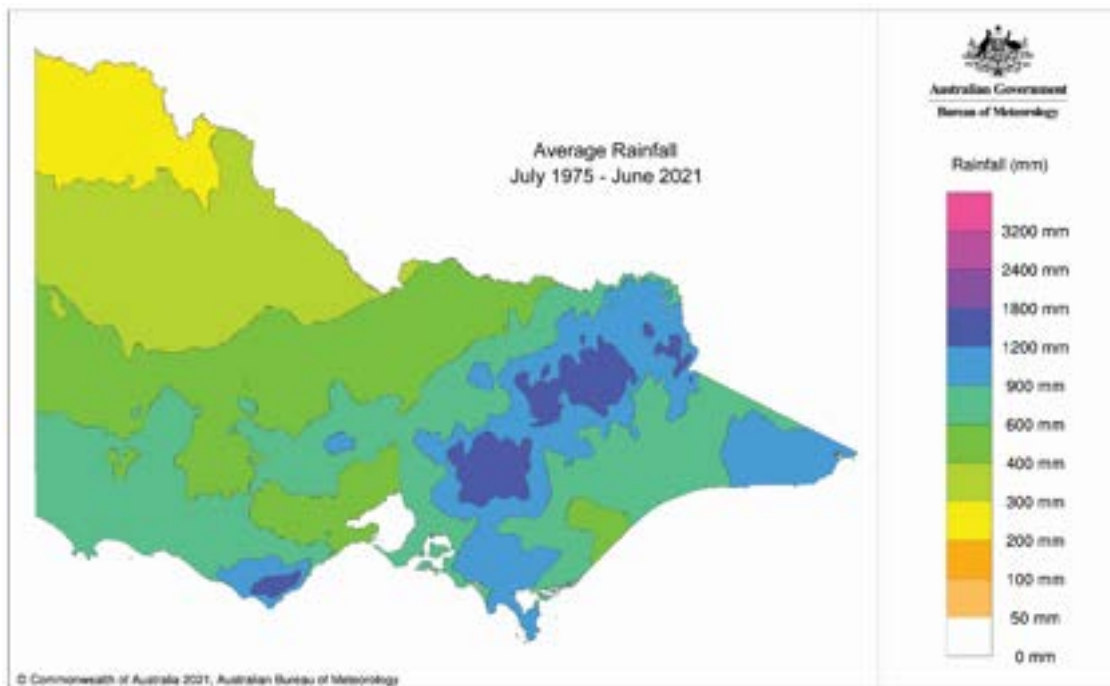 Average Rainfall
July 1975 - June 2021
Australian Government
Bureau of Meteorology
Rainfall (mm)
3200 mm
2400 mm
1800 mm
1200 mm
900 mm
600 mm
400 mm
300 mm
200 mm
100 mm
50 mm
0 mm
© Commonwealth of Australia 2021, Australian Bureau of Meteorology